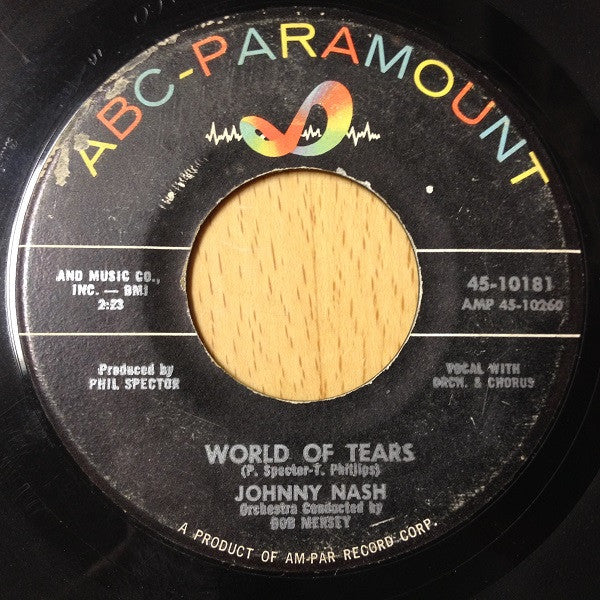 ABC-PARAMOUNT
AND MUSIC CO.,
INC. — BMI
2:23
45-10181
AMP 45-10260
Produced by
PHIL SPECTOR
VOCAL WITH
ORCH. & CHORUS
WORLD OF TEARS
(P. Spector-T. Phillips)
JOHNNY NASH
Orchestra Conducted by
BOB MERSEY
A PRODUCT OF AM-PAR RECORD CORP.